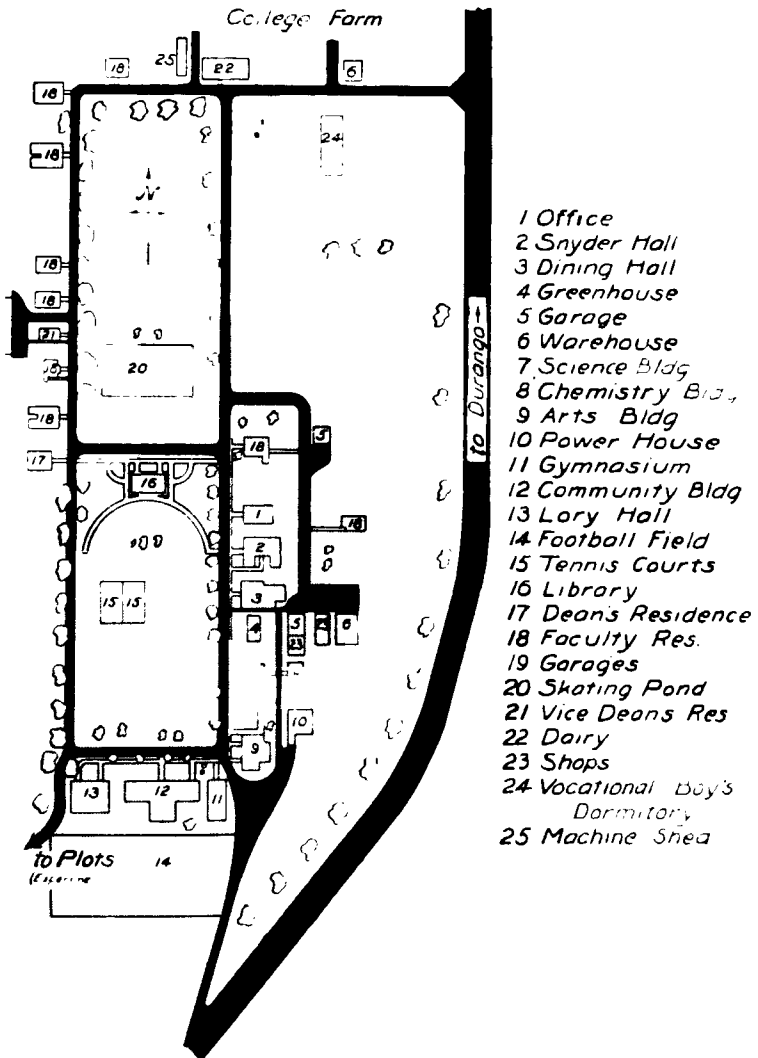 College Farm
18
25
22
6
18
18
24
N
18
18
21
20
18
18
17
16
18
5
1
18
2
15 15
3
4
5
6
23
10
9
13
12
11
14
to Plots
to Durango
1 Office
2 Snyder Hall
3 Dining Hall
4 Greenhouse
5 Garage
6 Warehouse
7 Science Bldg
8 Chemistry Bldg
9 Arts Bldg
10 Power House
11 Gymnasium
12 Community Bldg
13 Lory Hall
14 Football Field
15 Tennis Courts
16 Library
17 Dean's Residence
18 Faculty Res.
19 Garages
20 Skating Pond
21 Vice Deans Res
22 Dairy
23 Shops
24 Vocational Boy's
Dormitory
25 Machine Shed